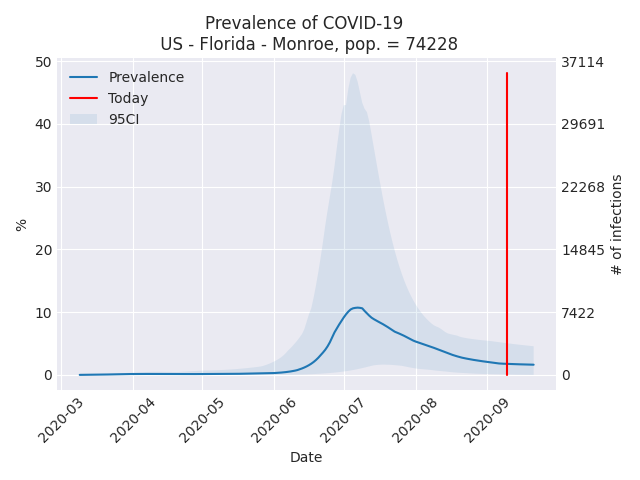 Prevalence of COVID-19
US - Florida - Monroe, pop. = 74228
Prevalence
Today
95CI
50
40
30
20
10
0
%
37114
29691
22268
14845
7422
0
# of infections
2020-03
2020-04
2020-05
2020-06
2020-07
2020-08
2020-09
Date